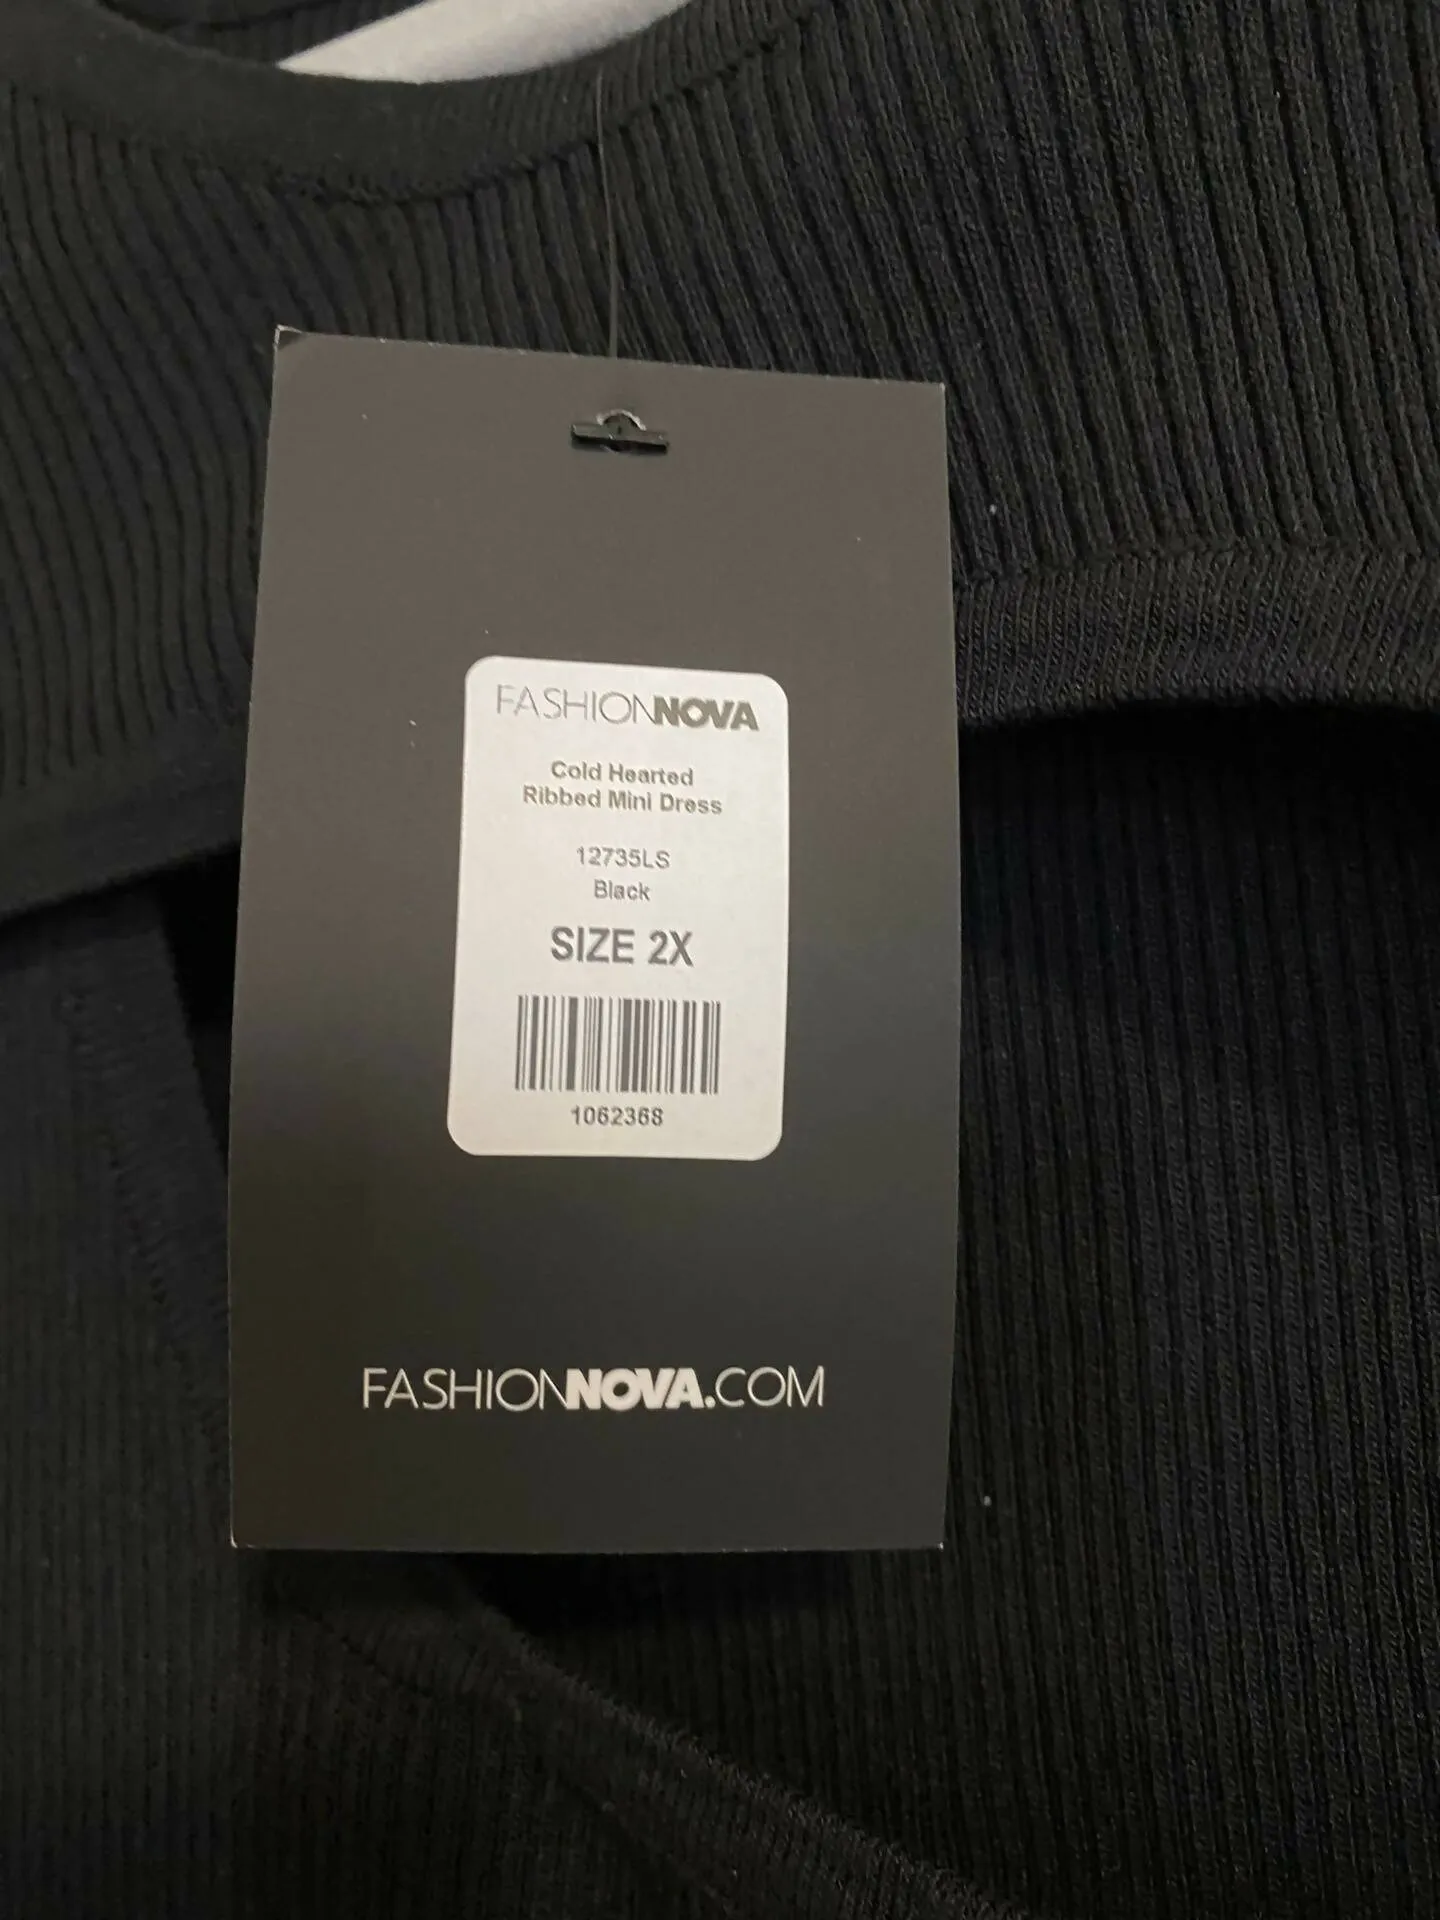 FASHIONNOVA
Cold Hearted
Ribbed Mini Dress
12735LS
Black
SIZE 2X
1062368
FASHIONNOVA.COM